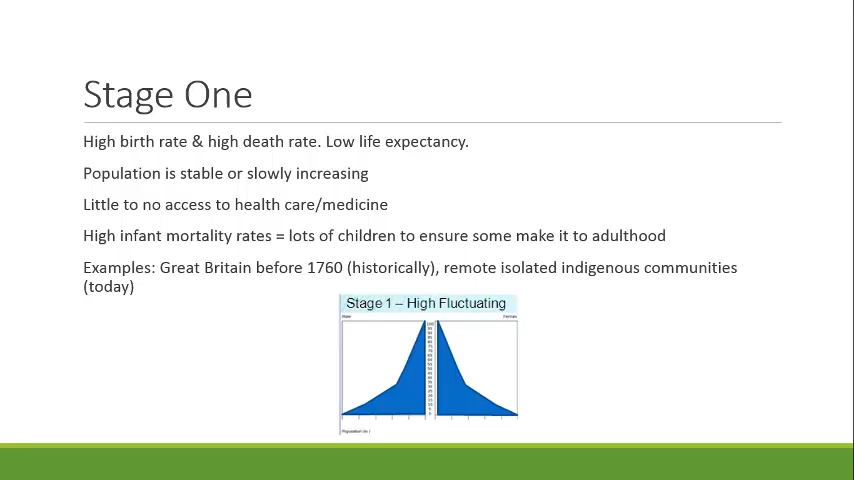 Stage One
High birth rate & high death rate. Low life expectancy.
Population is stable or slowly increasing
Little to no access to health care/medicine
High infant mortality rates = lots of children to ensure some make it to adulthood
Examples: Great Britain before 1760 (historically), remote isolated indigenous communities
(today)
Stage 1 – High Fluctuating
Male Female